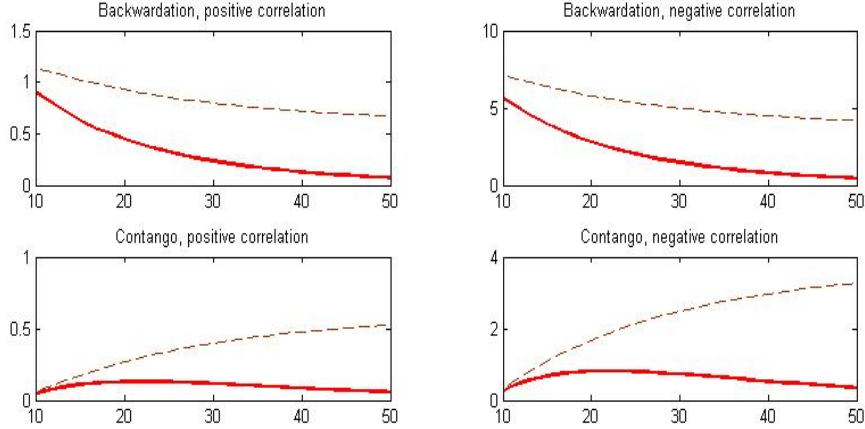 Backwardation, positive correlation
1.5
1
0.5
0
10 20 30 40 50
Backwardation, negative correlation
10
5
0
10 20 30 40 50
Contango, positive correlation
1
0.5
0
10 20 30 40 50
Contango, negative correlation
4
2
0
10 20 30 40 50